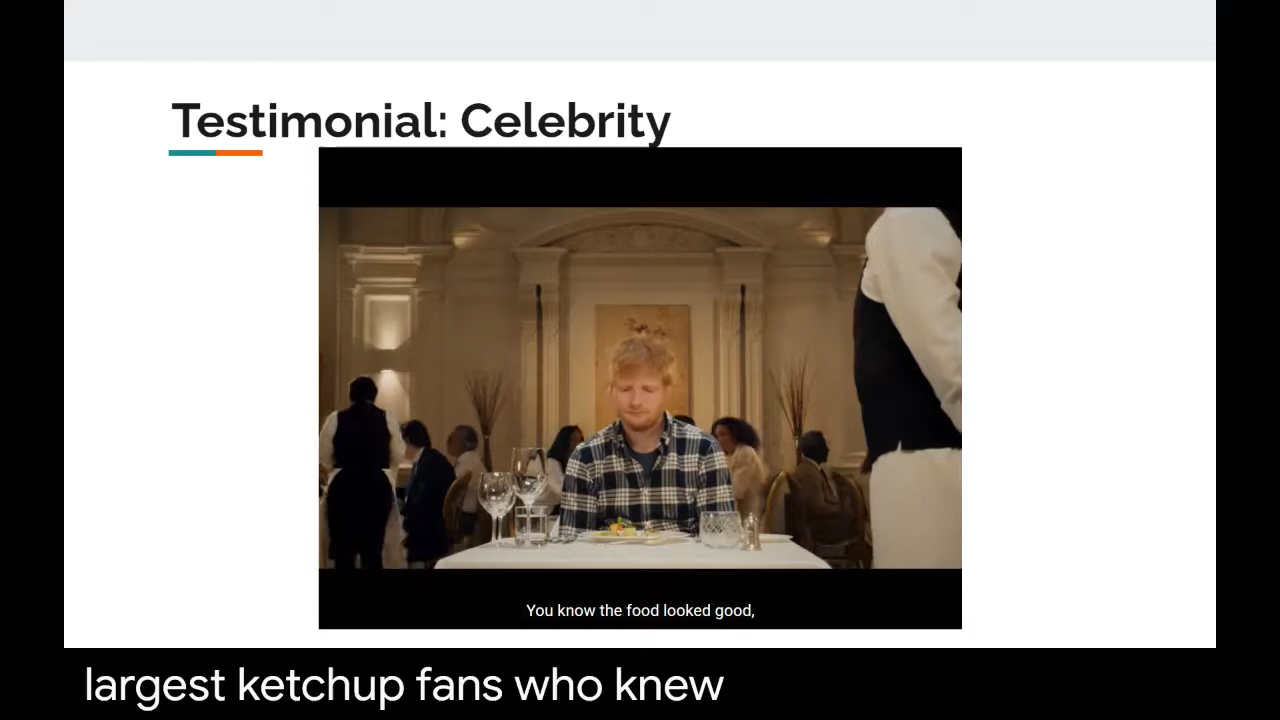 Testimonial: Celebrity
You know the food looked good,
largest ketchup fans who knew